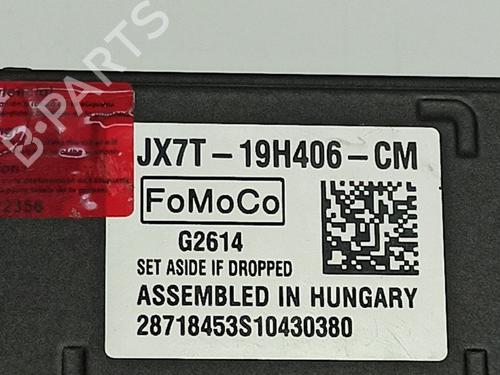 B-PARTS
JX7T-19H406-CM
FoMoCo
G2614
SET ASIDE IF DROPPED
ASSEMBLED IN HUNGARY
28718453S10430380